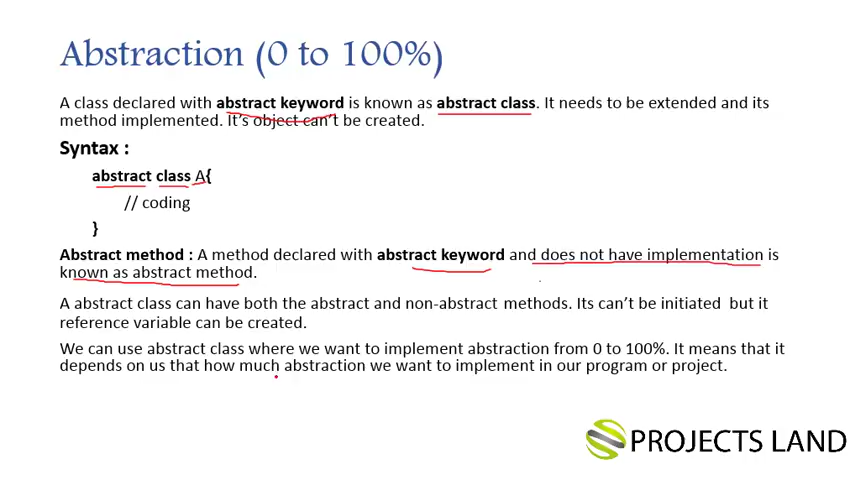 Abstraction (0 to 100%)
A class declared with abstract keyword is known as abstract class. It needs to be extended and its
method implemented. It's object can't be created.
Syntax :
abstract class A{
// coding
}
Abstract method : A method declared with abstract keyword and does not have implementation is
known as abstract method.
A abstract class can have both the abstract and non-abstract methods. Its can't be initiated but it
reference variable can be created.
We can use abstract class where we want to implement abstraction from 0 to 100%. It means that it
depends on us that how much abstraction we want to implement in our program or project.
PROJECTS LAND